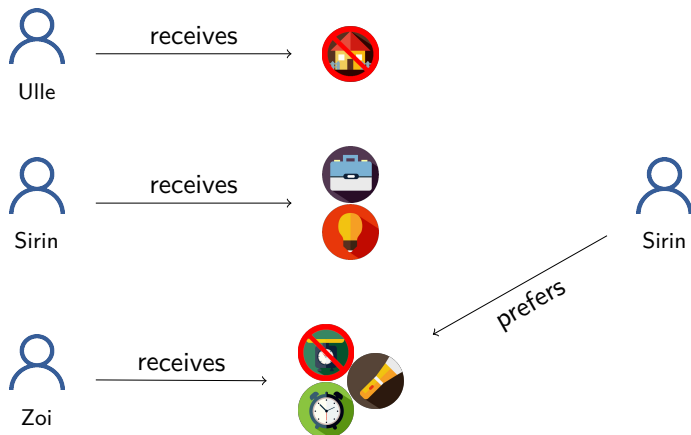 receives
Ulle
receives
Sirin
Sirin
prefers
receives
Zoi